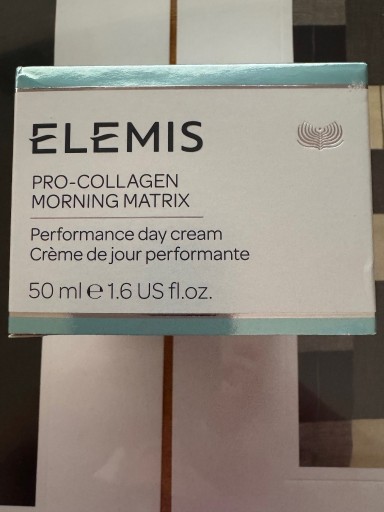 ELEMIS
PRO-COLLAGEN
MORNING MATRIX
Performance day cream
Crème de jour performante
50 ml ℮ 1.6 US fl.oz.